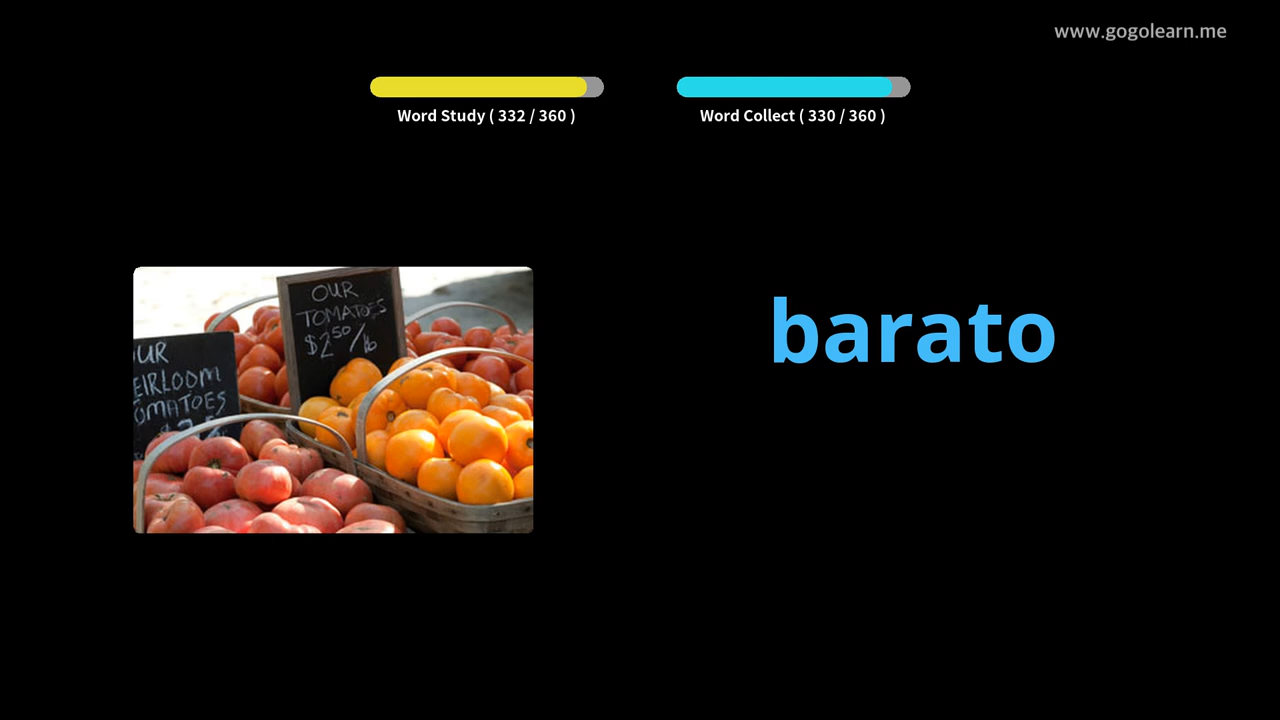 www.gogolearn.me
Word Study ( 332 / 360 )
Word Collect ( 330 / 360 )
OUR
TOMATOES
$2.50/lb
UR
EIRLOOM
OMATOES
barato